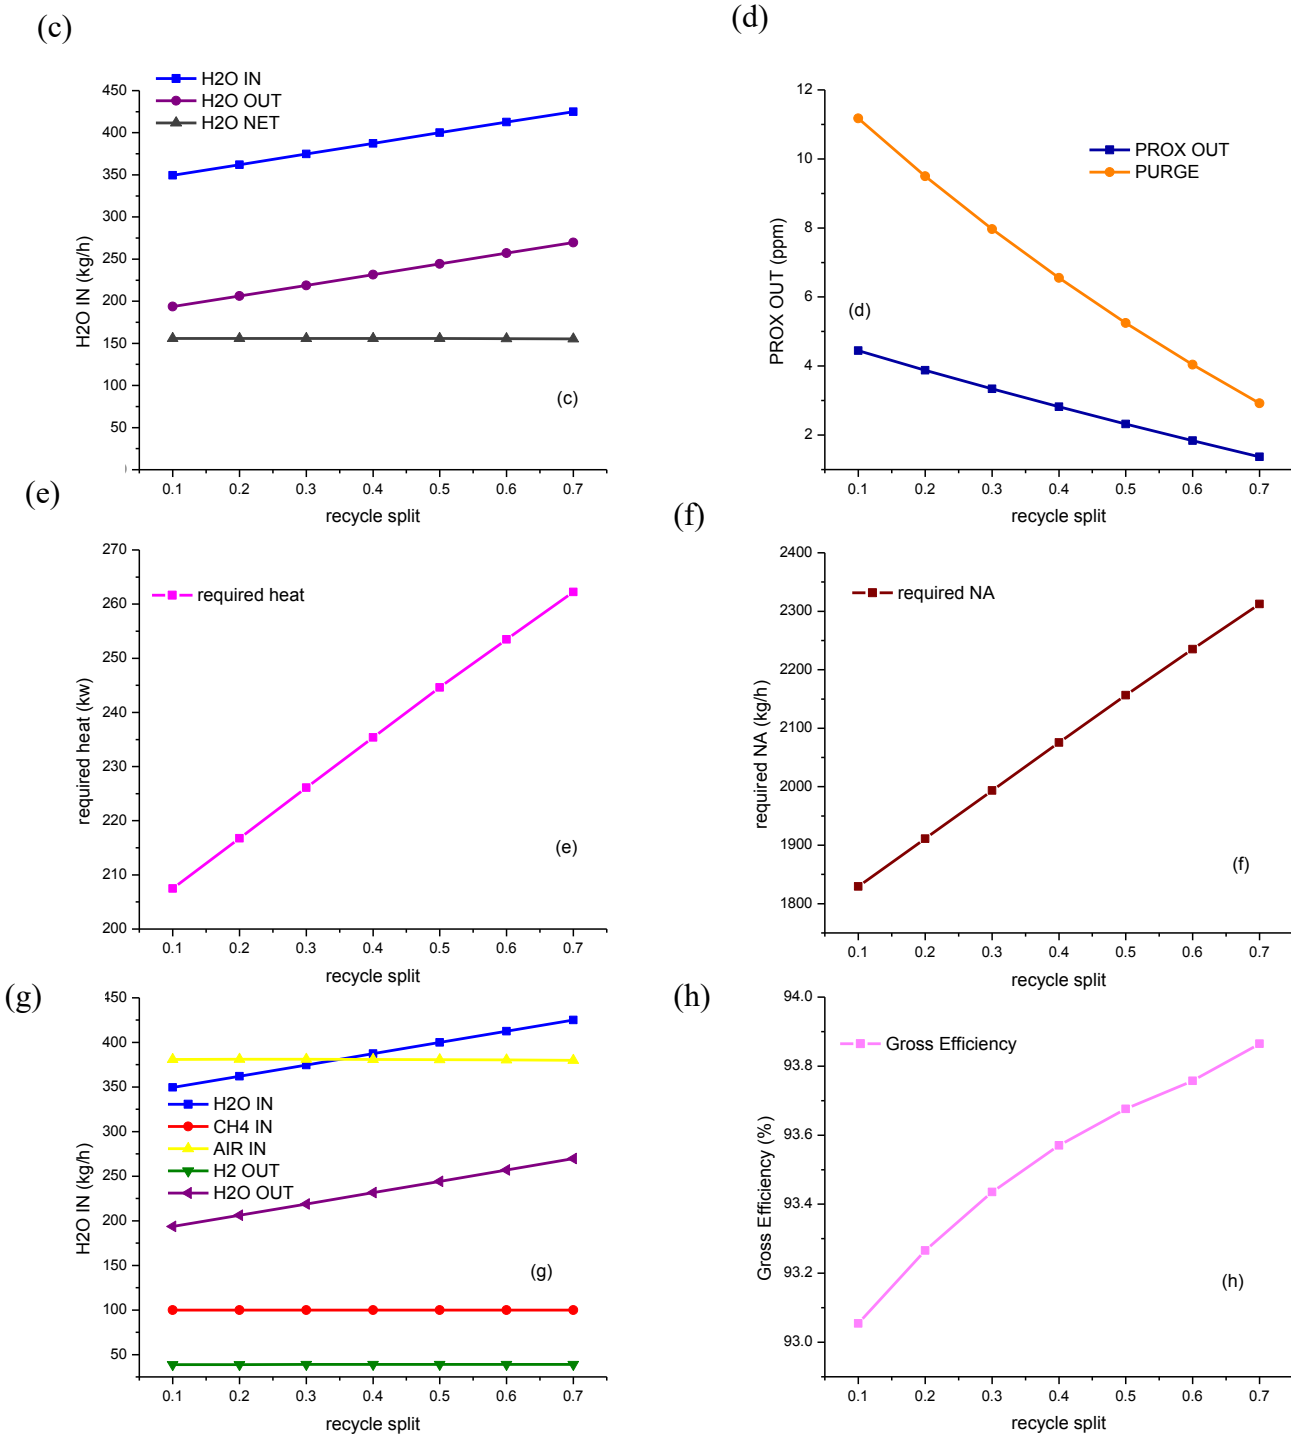 (c)
H2O IN
H2O OUT
H2O NET
450
400
350
300
250
200
150
100
50
)
H2O IN (kg/h)
(c)
0.1 0.2 0.3 0.4 0.5 0.6 0.7
recycle split
(d)
12
10
8
6
4
2
PROX OUT (ppm)
PROX OUT
PURGE
(d)
0.1 0.2 0.3 0.4 0.5 0.6 0.7
recycle split
(e)
270
260
250
240
230
220
210
200
required heat (kw)
required heat
(e)
0.1 0.2 0.3 0.4 0.5 0.6 0.7
recycle split
(f)
2400
2300
2200
2100
2000
1900
1800
required NA (kg/h)
required NA
(f)
0.1 0.2 0.3 0.4 0.5 0.6 0.7
recycle split
(g)
450
400
350
300
250
200
150
100
50
H2O IN (kg/h)
H2O IN
CH4 IN
AIR IN
H2 OUT
H2O OUT
(g)
0.1 0.2 0.3 0.4 0.5 0.6 0.7
recycle split
(h)
94.0
93.8
93.6
93.4
93.2
93.0
Gross Efficiency (%)
Gross Efficiency
(h)
0.1 0.2 0.3 0.4 0.5 0.6 0.7
recycle split